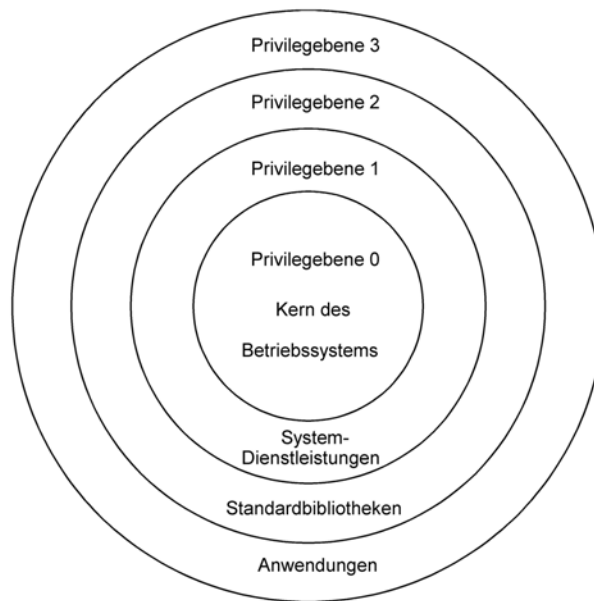 Privilegebene 3
Privilegebene 2
Privilegebene 1
Privilegebene 0
Kern des
Betriebssystems
System-
Dienstleistungen
Standardbibliotheken
Anwendungen